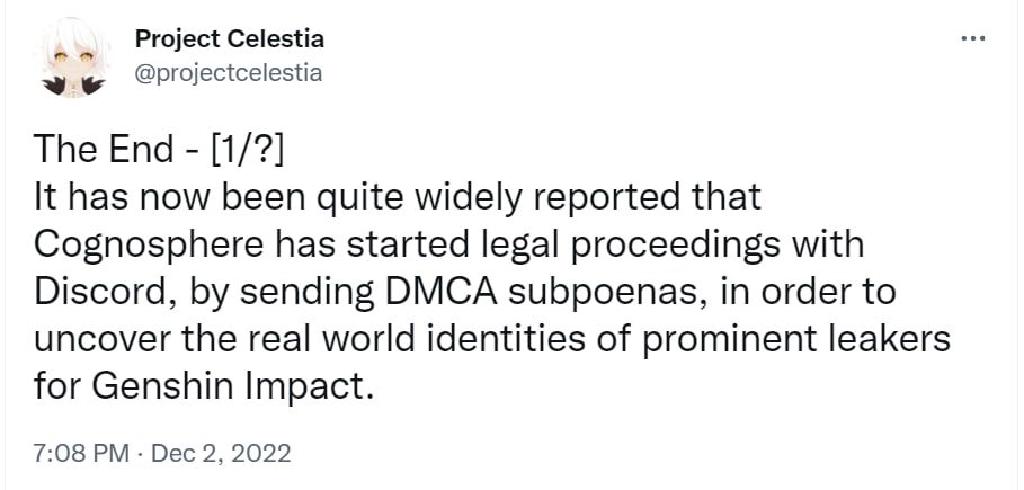 Project Celestia
@projectcelestia
The End - [1/?]
It has now been quite widely reported that
Cognosphere has started legal proceedings with
Discord, by sending DMCA subpoenas, in order to
uncover the real world identities of prominent leakers
for Genshin Impact.
7:08 PM · Dec 2, 2022